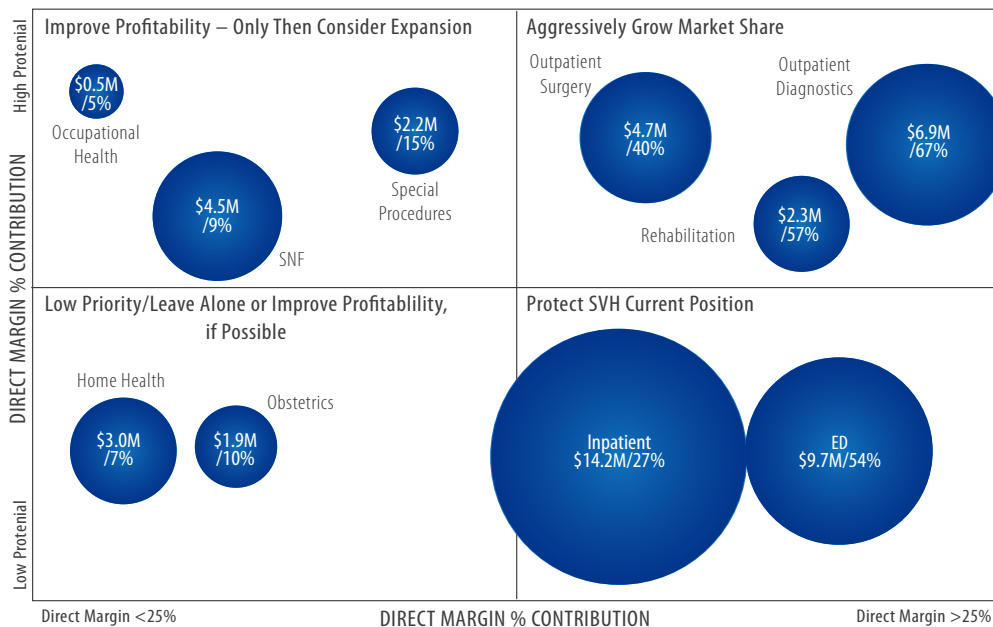 Improve Profitability – Only Then Consider Expansion
Aggressively Grow Market Share
High Protenial
DIRECT MARGIN % CONTRIBUTION
Low Protenial
$0.5M
/5%
Occupational
Health
$4.5M
/9%
SNF
$2.2M
/15%
Special
Procedures
Outpatient
Surgery
$4.7M
/40%
Outpatient
Diagnostics
$6.9M
/67%
Rehabilitation
$2.3M
/57%
Low Priority/Leave Alone or Improve Profitablility,
if Possible
Protect SVH Current Position
Home Health
$3.0M
/7%
Obstetrics
$1.9M
/10%
Inpatient
$14.2M/27%
ED
$9.7M/54%
Direct Margin <25%
DIRECT MARGIN % CONTRIBUTION
Direct Margin >25%